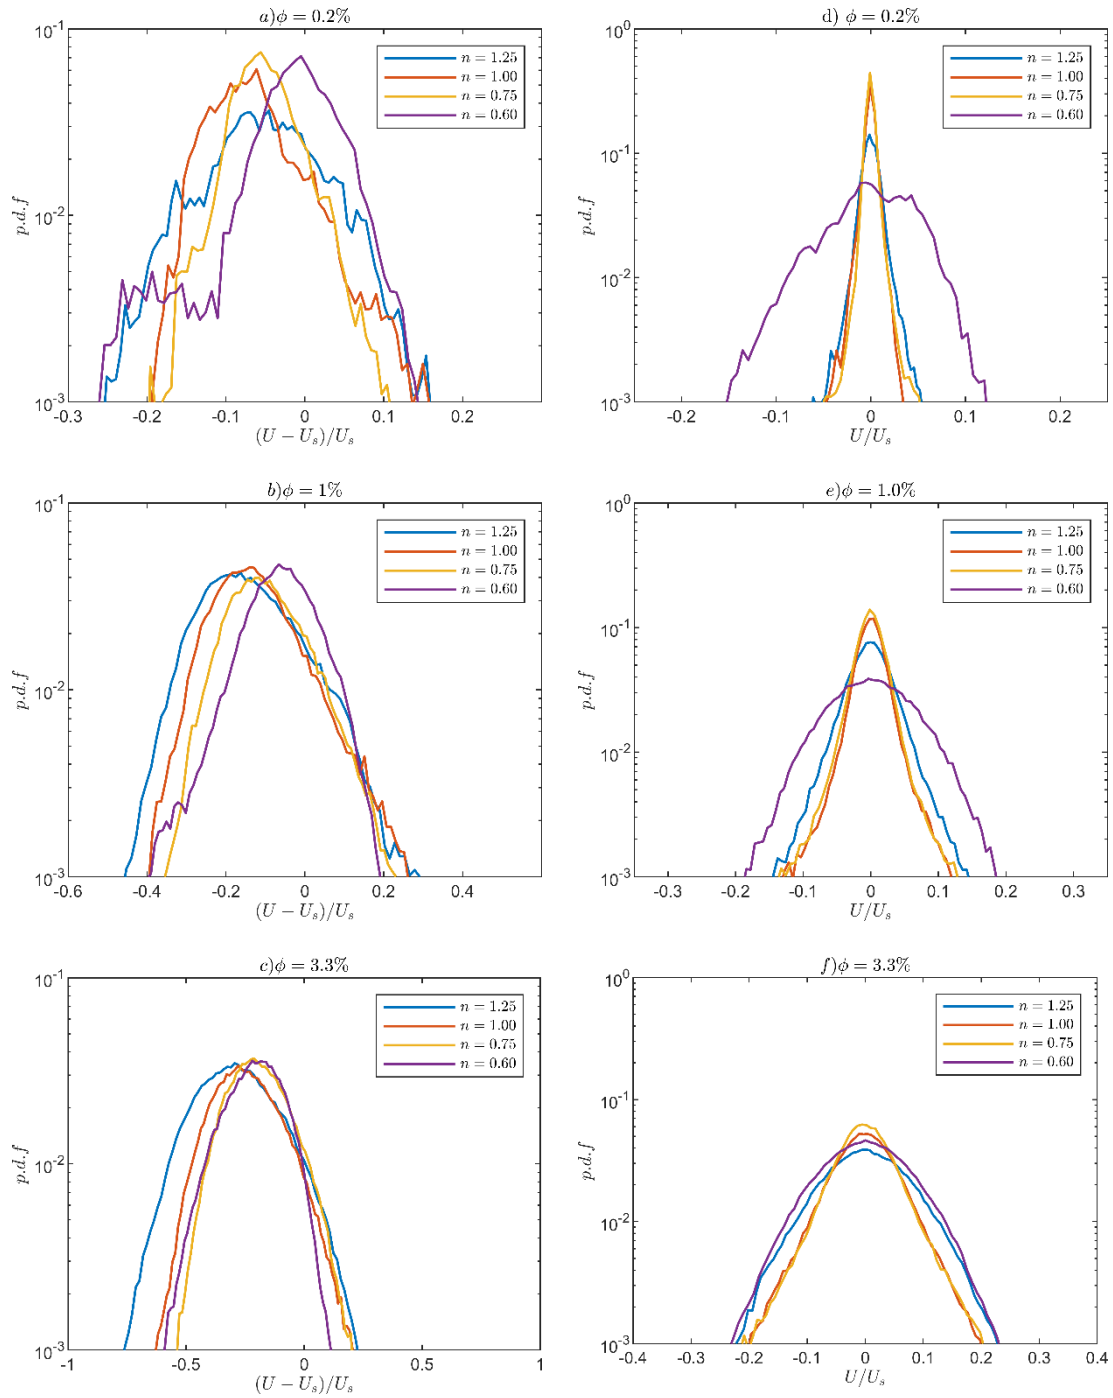 a)ϕ = 0.2%
10^-1
10^-2
10^-3
p.d.f
n = 1.25
n = 1.00
n = 0.75
n = 0.60
-0.3 -0.2 -0.1 0 0.1 0.2
(U − U_s)/U_s
d) ϕ = 0.2%
10^0
10^-1
10^-2
10^-3
p.d.f
n = 1.25
n = 1.00
n = 0.75
n = 0.60
-0.2 -0.1 0 0.1 0.2
U/U_s
b)ϕ = 1%
10^-1
10^-2
10^-3
p.d.f
n = 1.25
n = 1.00
n = 0.75
n = 0.60
-0.6 -0.4 -0.2 0 0.2 0.4
(U − U_s)/U_s
e)ϕ = 1.0%
10^0
10^-1
10^-2
10^-3
p.d.f
n = 1.25
n = 1.00
n = 0.75
n = 0.60
-0.3 -0.2 -0.1 0 0.1 0.2 0.3
U/U_s
c)ϕ = 3.3%
10^-1
10^-2
10^-3
p.d.f
n = 1.25
n = 1.00
n = 0.75
n = 0.60
-1 -0.5 0 0.5 1
(U − U_s)/U_s
f)ϕ = 3.3%
10^0
10^-1
10^-2
10^-3
p.d.f
n = 1.25
n = 1.00
n = 0.75
n = 0.60
-0.4 -0.3 -0.2 -0.1 0 0.1 0.2 0.3 0.4
U/U_s